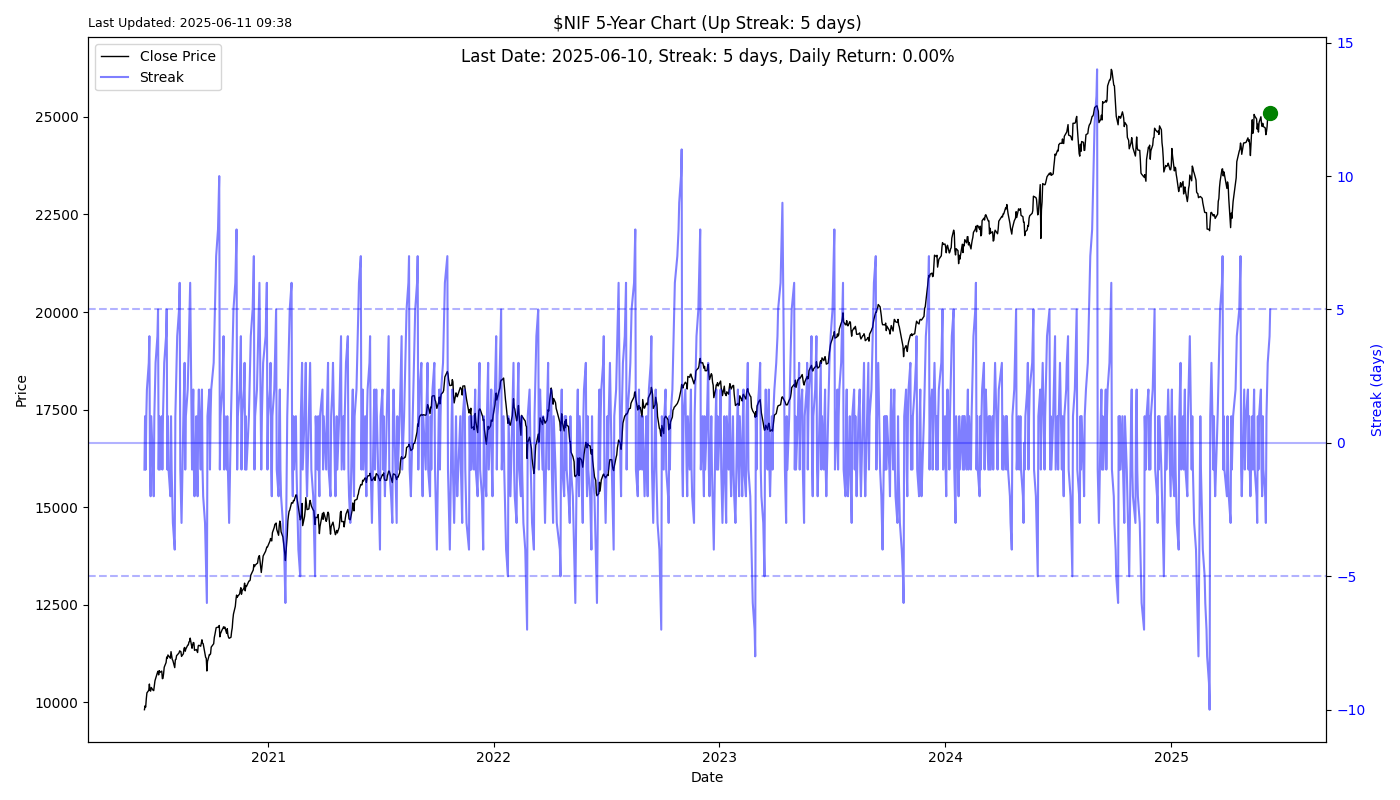 Last Updated: 2025-06-11 09:38
$NIF 5-Year Chart (Up Streak: 5 days)
Last Date: 2025-06-10, Streak: 5 days, Daily Return: 0.00%
Close Price
Streak
25000
22500
20000
17500
15000
12500
10000
Price
15
10
5
0
−5
−10
Streak (days)
2021
2022
2023
2024
2025
Date